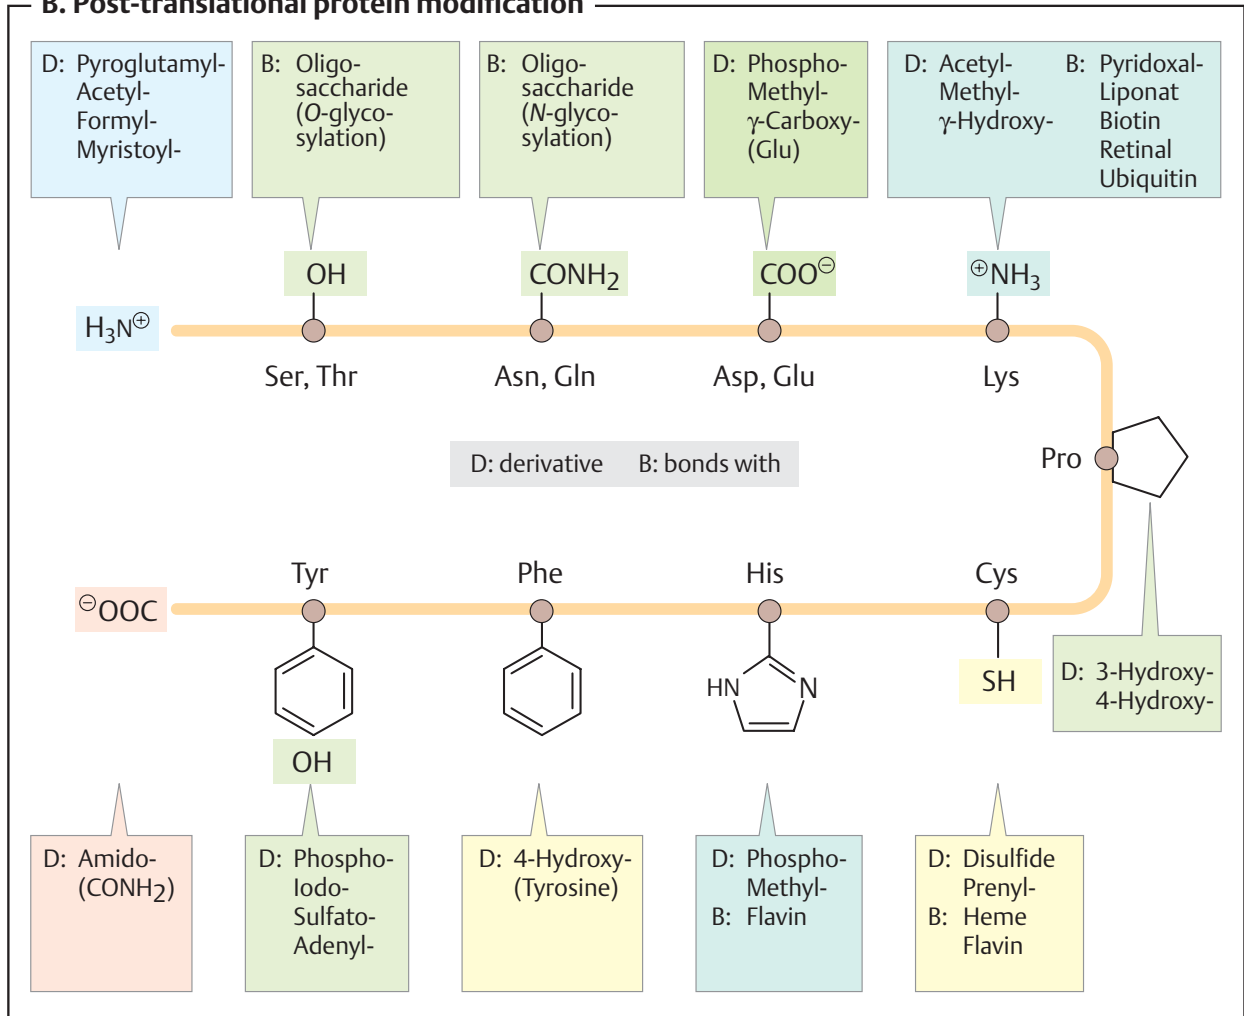 B. Post-translational protein modification
D: Pyroglutamyl-
Acetyl-
Formyl-
Myristoyl-
B: Oligo-
saccharide
(O-glyco-
sylation)
B: Oligo-
saccharide
(N-glyco-
sylation)
D: Phospho-
Methyl-
γ-Carboxy-
(Glu)
D: Acetyl-
Methyl-
γ-Hydroxy-
B: Pyridoxal-
Liponat
Biotin
Retinal
Ubiquitin
OH
CONH₂
COO⊖
⊕NH₃
H₃N⊕
Ser, Thr
Asn, Gln
Asp, Glu
Lys
D: derivative B: bonds with
Pro
Tyr
Phe
His
Cys
⊖OOC
HN
N
SH
D: 3-Hydroxy-
4-Hydroxy-
OH
D: Amido-
(CONH₂)
D: Phospho-
Iodo-
Sulfato-
Adenyl-
D: 4-Hydroxy-
(Tyrosine)
D: Phospho-
Methyl-
B: Flavin
D: Disulfide
Prenyl-
B: Heme
Flavin